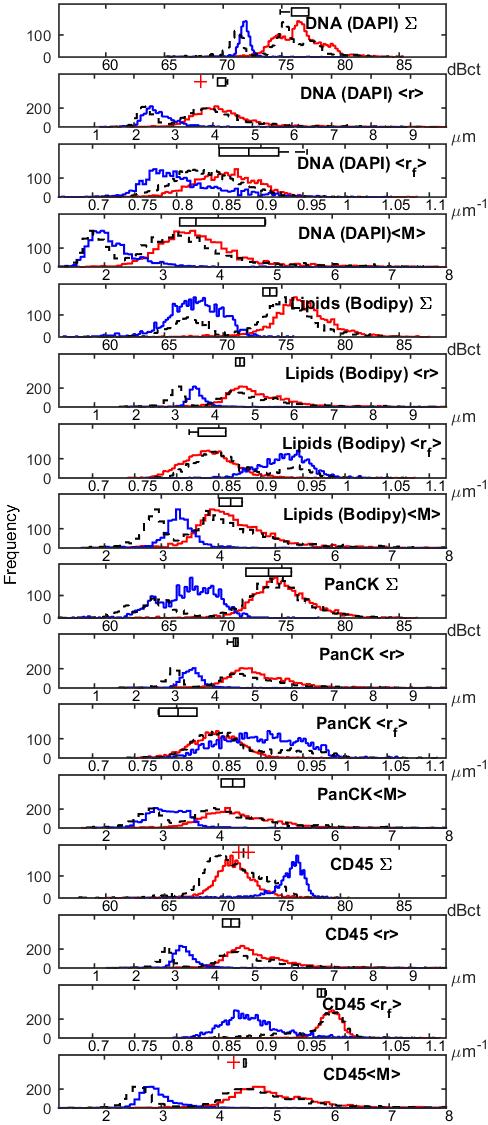 DNA (DAPI) Σ
100
0
60 65 70 75 80 85
dBct
DNA (DAPI) <r>
200
0
1 2 3 4 5 6 7 8 9
μm
DNA (DAPI) <r_f>
100
0
0.7 0.75 0.8 0.85 0.9 0.95 1 1.05 1.1
μm⁻¹
DNA (DAPI)<M>
100
0
2 3 4 5 6 7 8
Lipids (Bodipy) Σ
100
0
60 65 70 75 80 85
dBct
Lipids (Bodipy) <r>
200
0
1 2 3 4 5 6 7 8 9
μm
Lipids (Bodipy) <r_f>
100
0
0.7 0.75 0.8 0.85 0.9 0.95 1 1.05 1.1
μm⁻¹
Lipids (Bodipy)<M>
100
0
2 3 4 5 6 7 8
Frequency
PanCK Σ
100
0
60 65 70 75 80 85
dBct
PanCK <r>
200
0
1 2 3 4 5 6 7 8 9
μm
PanCK <r_f>
100
0
0.7 0.75 0.8 0.85 0.9 0.95 1 1.05 1.1
μm⁻¹
PanCK<M>
200
0
2 3 4 5 6 7 8
CD45 Σ
100
0
60 65 70 75 80 85
dBct
CD45 <r>
200
0
1 2 3 4 5 6 7 8 9
μm
CD45 <r_f>
200
0
0.7 0.75 0.8 0.85 0.9 0.95 1 1.05 1.1
μm⁻¹
CD45<M>
200
0
2 3 4 5 6 7 8